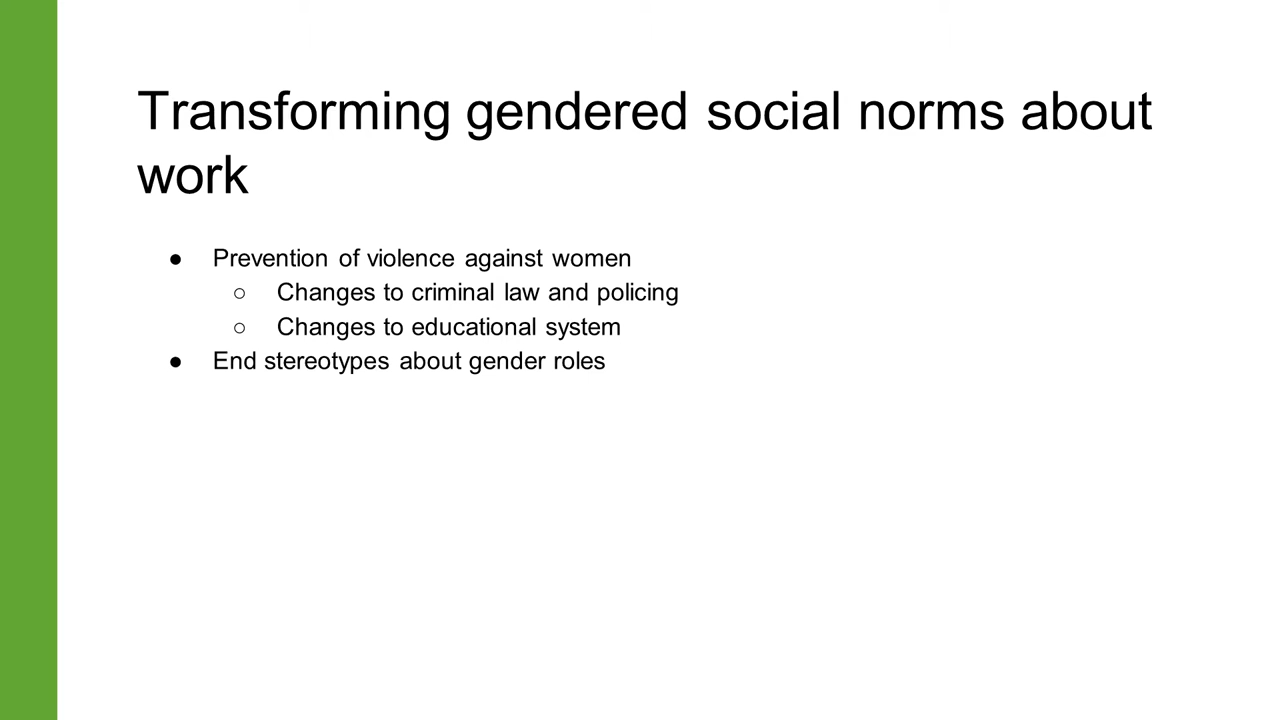 Transforming gendered social norms about
work
● Prevention of violence against women
○ Changes to criminal law and policing
○ Changes to educational system
● End stereotypes about gender roles